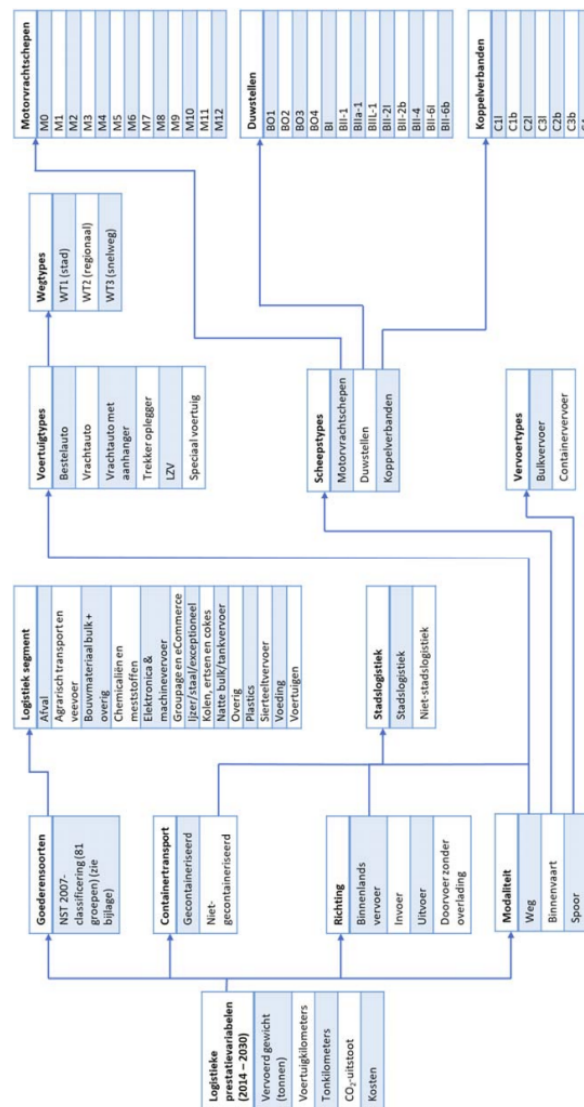 Logistieke
prestatievariabelen
(2014 – 2030)
Vervoerd gewicht
(tonnen)
Voertuigkilometers
Tonkilometers
CO₂-uitstoot
Kosten
Goederensoorten
NST 2007-
classificering (81
groepen) (zie
bijlage)
Containertransport
Gecontaineriseerd
Niet-
gecontaineriseerd
Richting
Binnenlands
vervoer
Invoer
Uitvoer
Doorvoer zonder
overlading
Modaliteit
Weg
Binnenvaart
Spoor
Logistiek segment
Afval
Agrarisch transport en
veevoer
Bouwmateriaal bulk +
overig
Chemicaliën en
meststoffen
Elektronica &
machinevervoer
Groupage en eCommerce
Ijzer/staal/exceptioneel
Kolen, ertsen en cokes
Natte bulk/tankvervoer
Overig
Plastics
Sierteeltvervoer
Voeding
Voertuigen
Stadslogistiek
Stadslogistiek
Niet-stadslogistiek
Voertuigtypes
Bestelauto
Vrachtauto
Vrachtauto met
aanhanger
Trekker oplegger
LZV
Speciaal voertuig
Scheepstypes
Motorvrachtschepen
Duwstellen
Koppelverbanden
Vervoertypes
Bulkvervoer
Containervervoer
Wegtypes
WT1 (stad)
WT2 (regionaal)
WT3 (snelweg)
Motorvrachtschepen
M0
M1
M2
M3
M4
M5
M6
M7
M8
M9
M10
M11
M12
Duwstellen
BO1
BO2
BO3
BO4
BI
BII-1
BIIa-1
BIIL-1
BII-2l
BII-2b
BII-4
BII-6l
BII-6b
Koppelverbanden
C1l
C1b
C2l
C3l
C2b
C3b